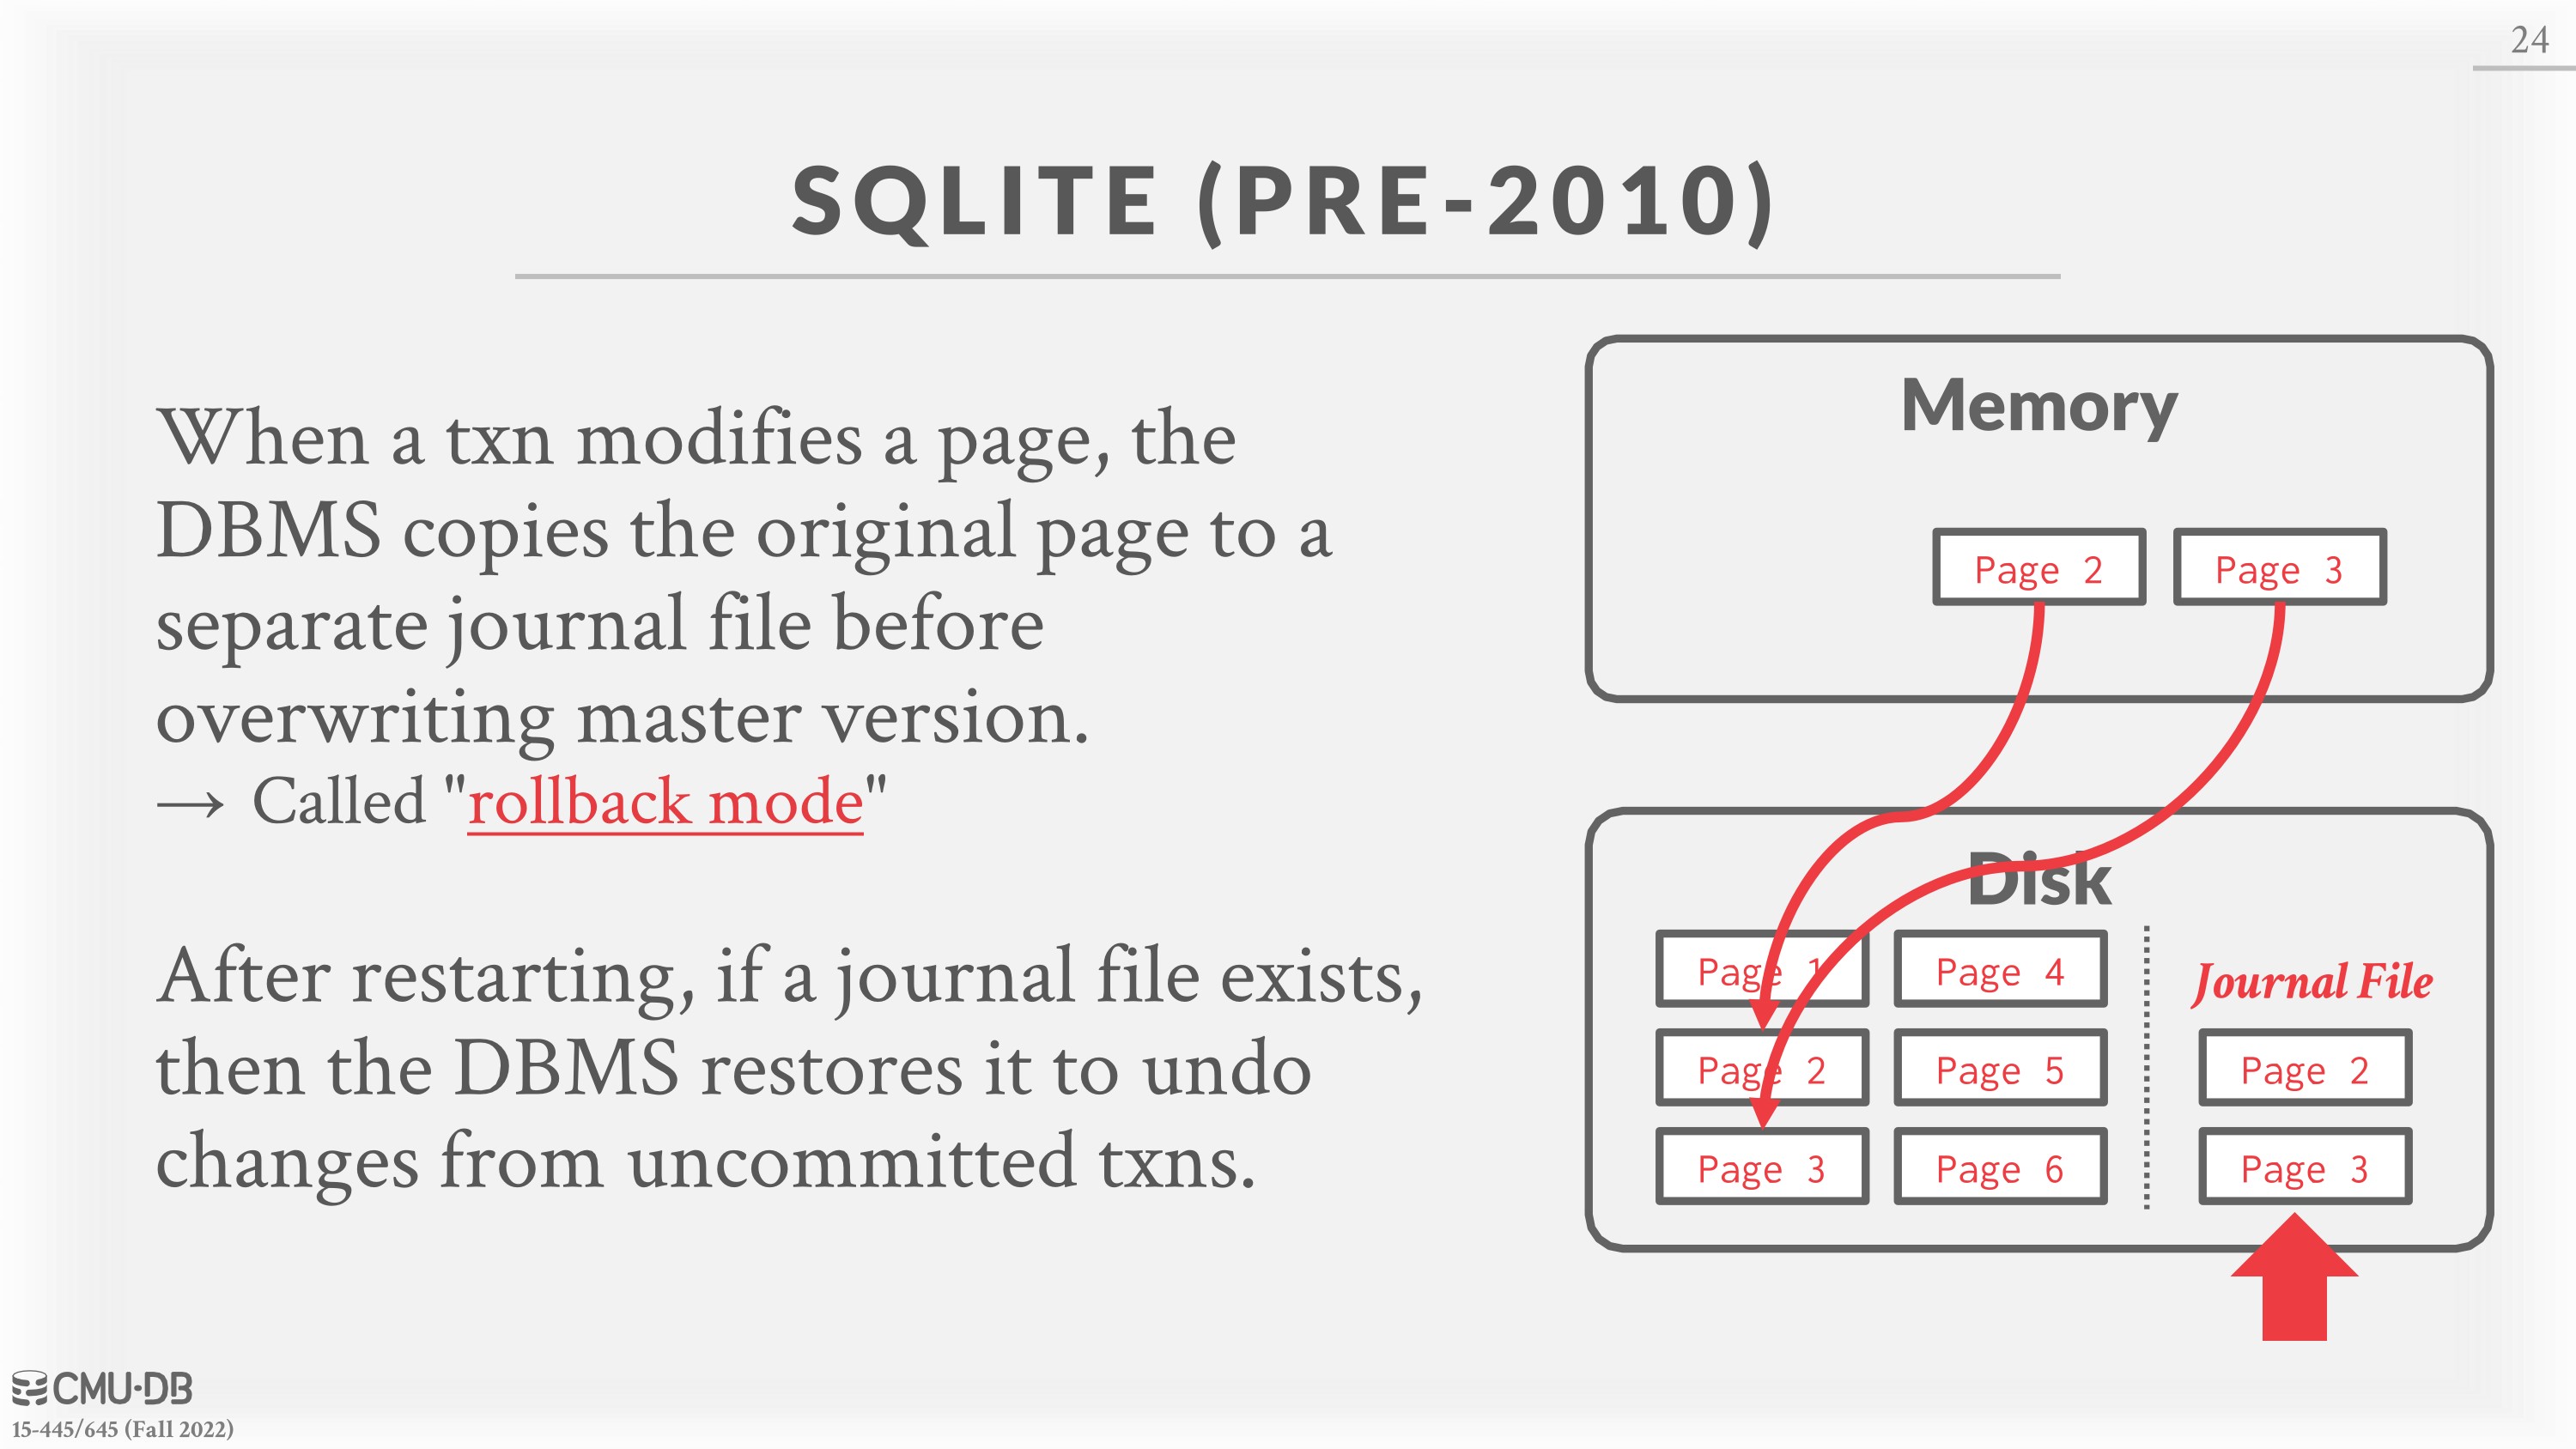 24
SQLITE (PRE-2010)
When a txn modifies a page, the
DBMS copies the original page to a
separate journal file before
overwriting master version.
→ Called "rollback mode"
After restarting, if a journal file exists,
then the DBMS restores it to undo
changes from uncommitted txns.
Memory
Page 2 Page 3
Disk
Page 1 Page 4
Page 2 Page 5
Page 3 Page 6
Journal File
Page 2
Page 3
CMU·DB
15-445/645 (Fall 2022)